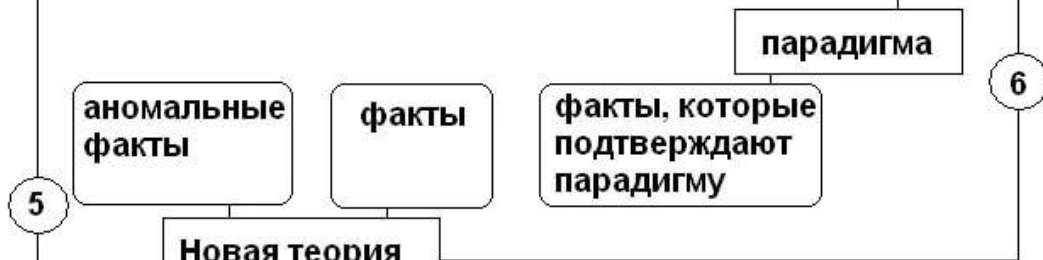 парадигма
6
аномальные
факты
факты
факты, которые
подтверждают
парадигму
5
Новая теория